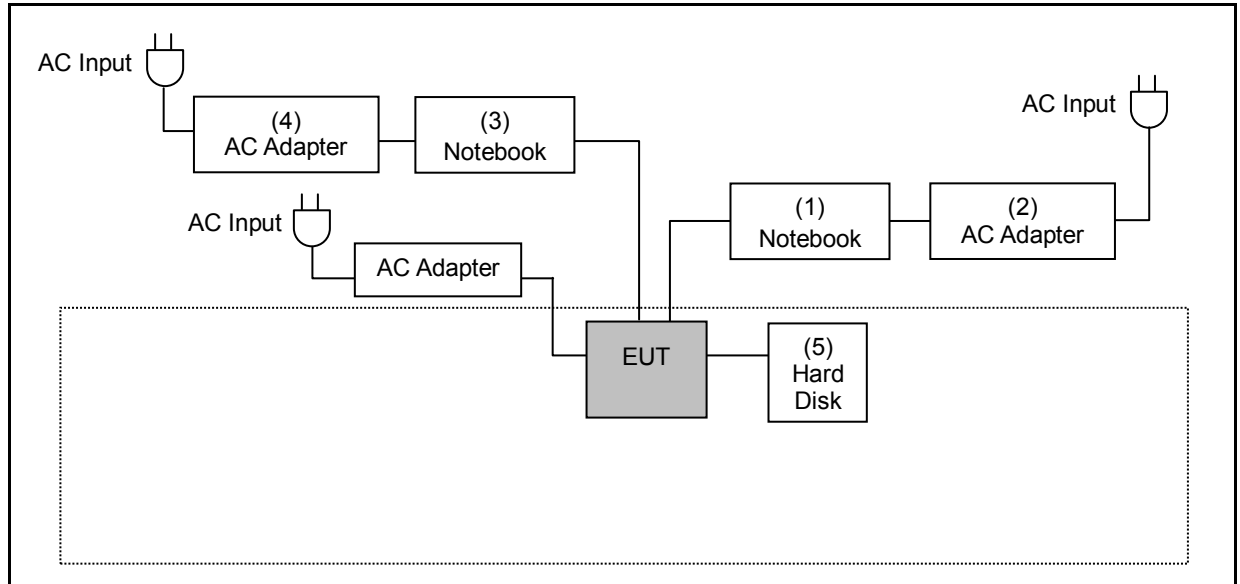 AC Input
(4)
AC Adapter
(3)
Notebook
AC Input
(1)
Notebook
(2)
AC Adapter
AC Input
AC Adapter
EUT
(5)
Hard
Disk